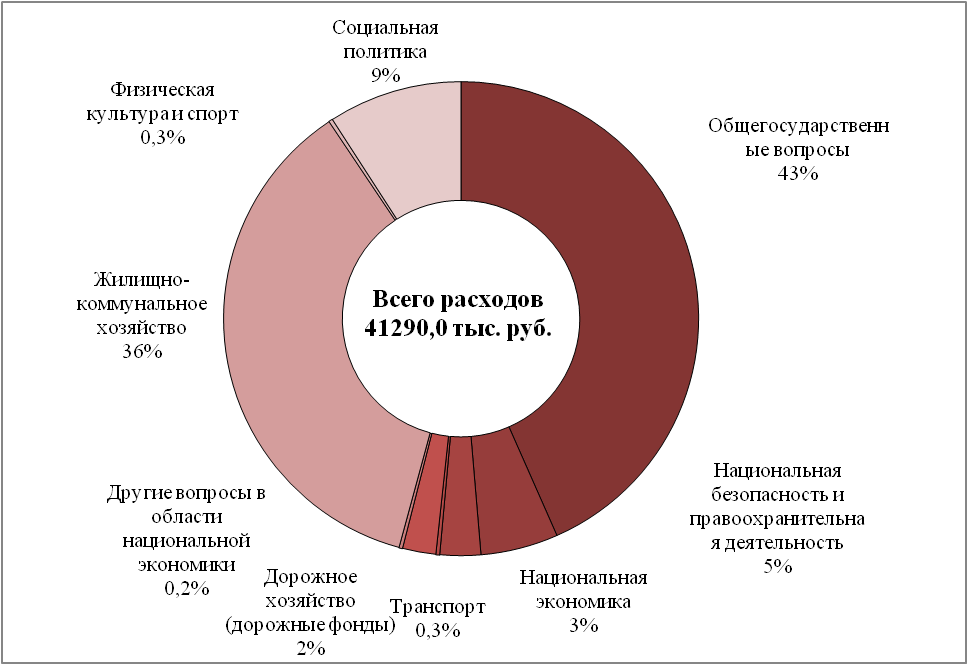 Социальная
политика
9%
Физическая
культура и спорт
0,3%
Общегосударственн
ые вопросы
43%
Жилищно-
коммунальное
хозяйство
36%
Всего расходов
41290,0 тыс. руб.
Национальная
безопасность и
правоохранительна
я деятельность
5%
Другие вопросы в
области
национальной
экономики
0,2%
Дорожное
хозяйство
(дорожные фонды)
2%
Транспорт
0,3%
Национальная
экономика
3%